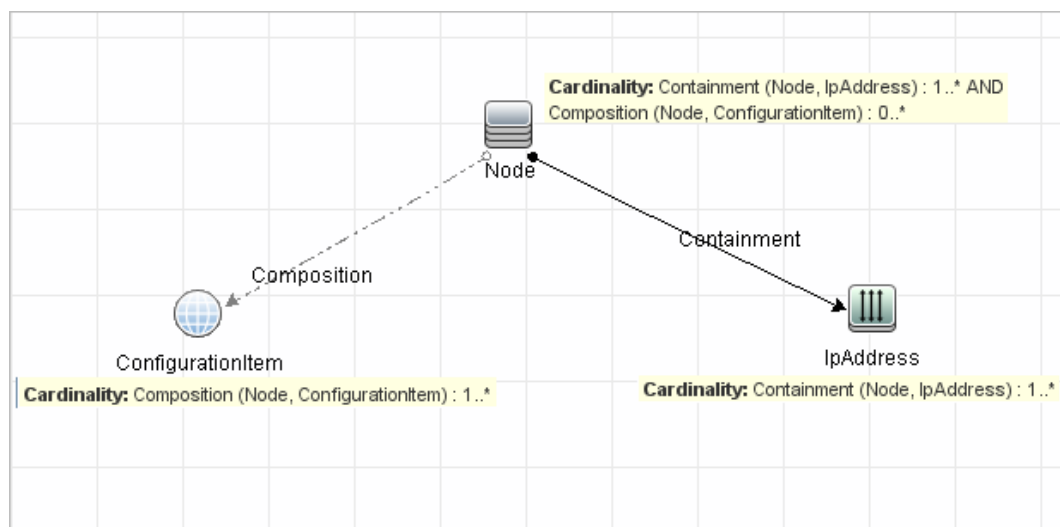 Cardinality: Containment (Node, IpAddress) : 1..* AND
Composition (Node, ConfigurationItem) : 0..*
Node
Containment
Composition
ConfigurationItem
IpAddress
Cardinality: Composition (Node, ConfigurationItem) : 1..*
Cardinality: Containment (Node, IpAddress) : 1..*